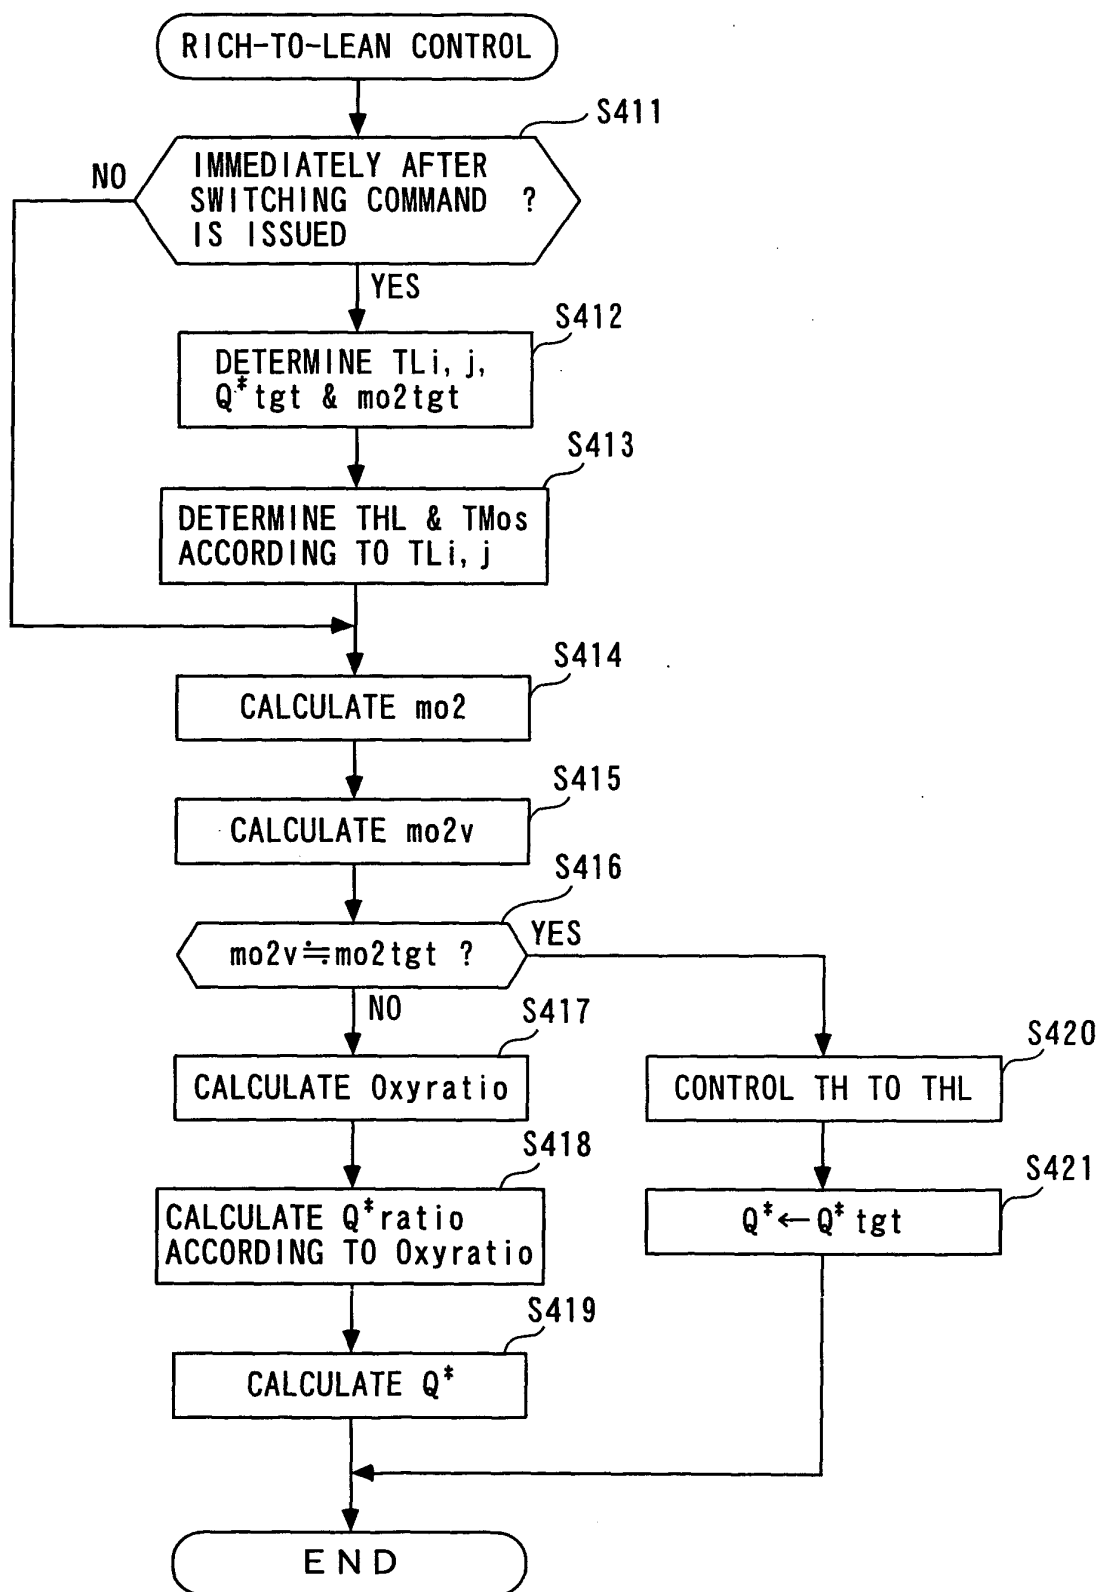 RICH-TO-LEAN CONTROL
S411
IMMEDIATELY AFTER
SWITCHING COMMAND ?
IS ISSUED
NO
YES
S412
DETERMINE TLi, j,
Q*tgt & mo2tgt
S413
DETERMINE THL & TMos
ACCORDING TO TLi, j
S414
CALCULATE mo2
S415
CALCULATE mo2v
S416
mo2v≒mo2tgt ?
YES
NO
S417
CALCULATE Oxyratio
S420
CONTROL TH TO THL
S418
CALCULATE Q*ratio
ACCORDING TO Oxyratio
S421
Q*←Q*tgt
S419
CALCULATE Q*
END